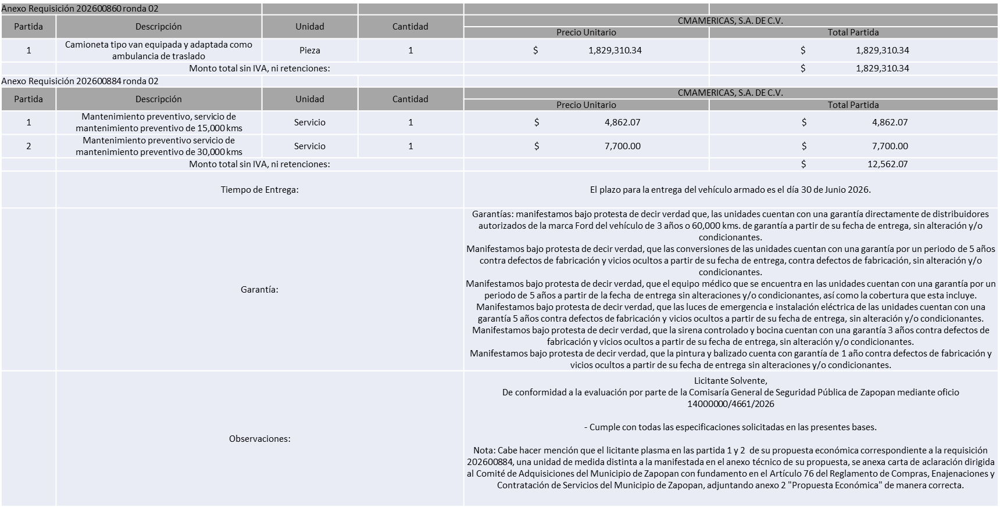 Anexo Requisición 202600860 ronda 02
Partida Descripción Unidad Cantidad CMAMERICAS, S.A. DE C.V.
Precio Unitario Total Partida
1 Camioneta tipo van equipada y adaptada como ambulancia de traslado Pieza 1 $ 1,829,310.34 $ 1,829,310.34
Monto total sin IVA, ni retenciones: $ 1,829,310.34
Anexo Requisición 202600884 ronda 02
Partida Descripción Unidad Cantidad CMAMERICAS, S.A. DE C.V.
Precio Unitario Total Partida
1 Mantenimiento preventivo, servicio de mantenimiento preventivo de 15,000 kms Servicio 1 $ 4,862.07 $ 4,862.07
2 Mantenimiento preventivo servicio de mantenimiento preventivo de 30,000 kms Servicio 1 $ 7,700.00 $ 7,700.00
Monto total sin IVA, ni retenciones: $ 12,562.07
Tiempo de Entrega: El plazo para la entrega del vehículo armado es el día 30 de Junio 2026.
Garantía:
Garantías: manifestamos bajo protesta de decir verdad que, las unidades cuentan con una garantía directamente de distribuidores
autorizados de la marca Ford del vehículo de 3 años o 60,000 kms. de garantía a partir de su fecha de entrega, sin alteración y/o
condicionantes.
Manifestamos bajo protesta de decir verdad, que las conversiones de las unidades cuentan con una garantía por un periodo de 5 años
contra defectos de fabricación y vicios ocultos a partir de su fecha de entrega, contra defectos de fabricación, sin alteración y/o
condicionantes.
Manifestamos bajo protesta de decir verdad, que el equipo médico que se encuentra en las unidades cuentan con una garantía por un
periodo de 5 años a partir de la fecha de entrega sin alteraciones y/o condicionantes, así como la cobertura que esta incluye.
Manifestamos bajo protesta de decir verdad, que las luces de emergencia e instalación eléctrica de las unidades cuentan con una
garantía 5 años contra defectos de fabricación y vicios ocultos a partir de su fecha de entrega, sin alteración y/o condicionantes.
Manifestamos bajo protesta de decir verdad, que la sirena controlado y bocina cuentan con una garantía 3 años contra defectos de
fabricación y vicios ocultos a partir de su fecha de entrega, sin alteración y/o condicionantes.
Manifestamos bajo protesta de decir verdad, que la pintura y balizado cuenta con garantía de 1 año contra defectos de fabricación y
vicios ocultos a partir de su fecha de entrega sin alteraciones y/o condicionantes.
Observaciones:
Licitante Solvente,
De conformidad a la evaluación por parte de la Comisaría General de Seguridad Pública de Zapopan mediante oficio
14000000/4661/2026
- Cumple con todas las especificaciones solicitadas en las presentes bases.
Nota: Cabe hacer mención que el licitante plasma en las partida 1 y 2 de su propuesta económica correspondiente a la requisición
202600884, una unidad de medida distinta a la manifestada en el anexo técnico de su propuesta, se anexa carta de aclaración dirigida
al Comité de Adquisiciones del Municipio de Zapopan con fundamento en el Artículo 76 del Reglamento de Compras, Enajenaciones y
Contratación de Servicios del Municipio de Zapopan, adjuntando anexo 2 "Propuesta Económica" de manera correcta.